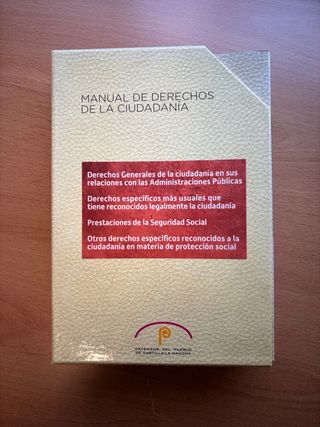 MANUAL DE DERECHOS
DE LA CIUDADANÍA
Derechos Generales de la ciudadanía en sus
relaciones con las Administraciones Públicas
Derechos específicos más usuales que
tiene reconocidos legalmente la ciudadanía
Prestaciones de la Seguridad Social
Otros derechos específicos reconocidos a la
ciudadanía en materia de protección social
DEFENSOR DEL PUEBLO
DE CASTILLA-LA MANCHA